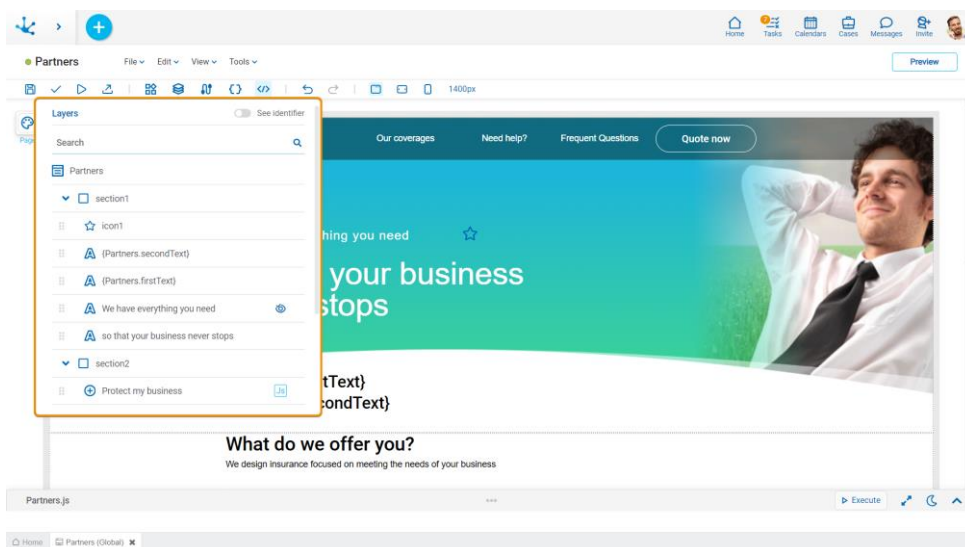 7
Home Tasks Calendars Cases Messages Invite
Partners File Edit View Tools Preview
1400px
Layers See identifier
Search
Partners
section1
icon1
{Partners.secondText}
{Partners.firstText}
We have everything you need
so that your business never stops
section2
Protect my business Js
Page
Our coverages Need help? Frequent Questions Quote now
hing you need
your business
stops
tText}
condText}
What do we offer you?
We design insurance focused on meeting the needs of your business
Partners.js Execute
Home Partners (Global)